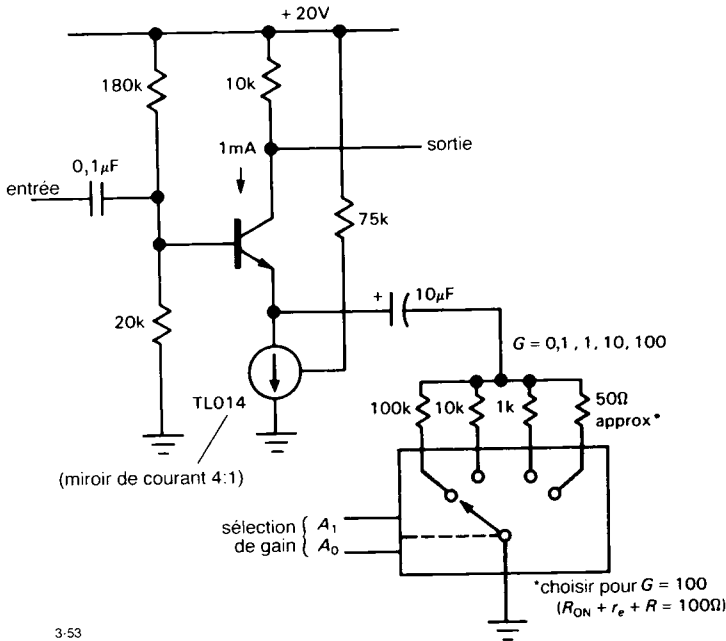 +20V
180k
10k
1mA
sortie
0,1μF
entrée
75k
+
10μF
20k
G = 0,1 , 1, 10, 100
TL014
100k
10k
1k
50Ω
approx*
(miroir de courant 4:1)
sélection { A₁
de gain { A₀
*choisir pour G = 100
(R_ON + r_e + R = 100Ω)
3-53